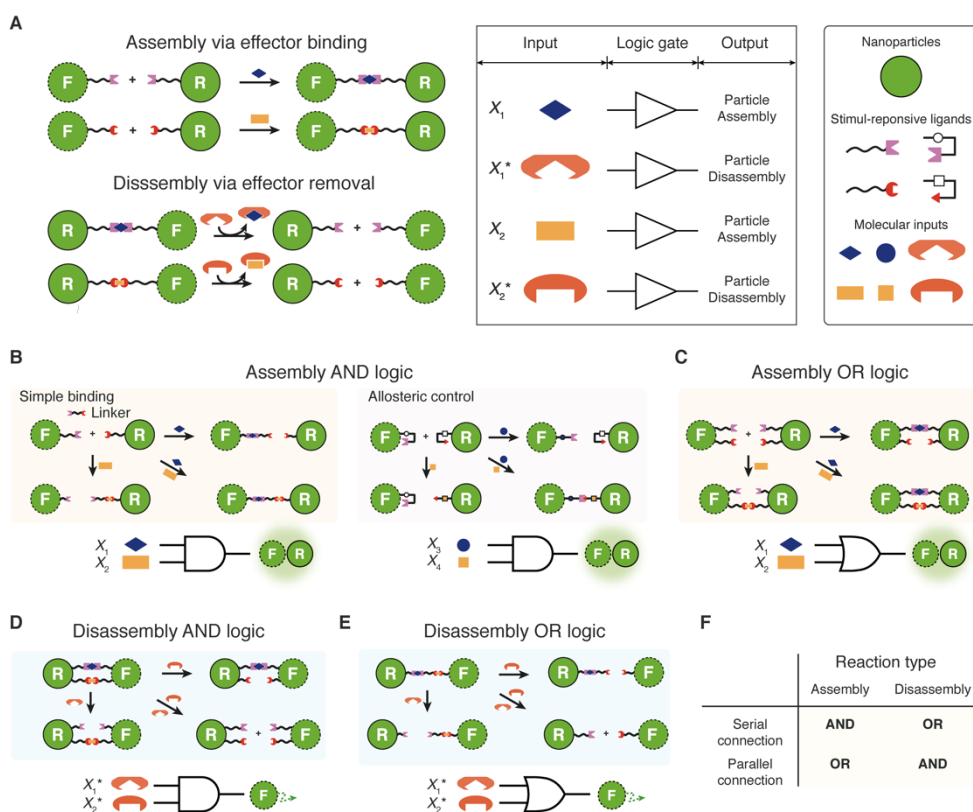 A
Assembly via effector binding
F + R F R
F + R F R
Disssembly via effector removal
R F R + F
R F R + F
Input Logic gate Output
X1 Particle
Assembly
X1* Particle
Disassembly
X2 Particle
Assembly
X2* Particle
Disassembly
Nanoparticles
Stimul-reponsive ligands
Molecular inputs
B
Assembly AND logic
Simple binding
Linker
F + R F R
F R F R
X1
X2
F R
Allosteric control
F + R F R
F R F R
X3
X4
F R
C
Assembly OR logic
F + R F R
F R F R
X1
X2
F R
D
Disassembly AND logic
R F R F
R F R + F
X1*
X2*
F
E
Disassembly OR logic
R F R F
R F R + F
X1*
X2*
F
F
Reaction type
Assembly Disassembly
Serial
connection
AND OR
Parallel
connection
OR AND